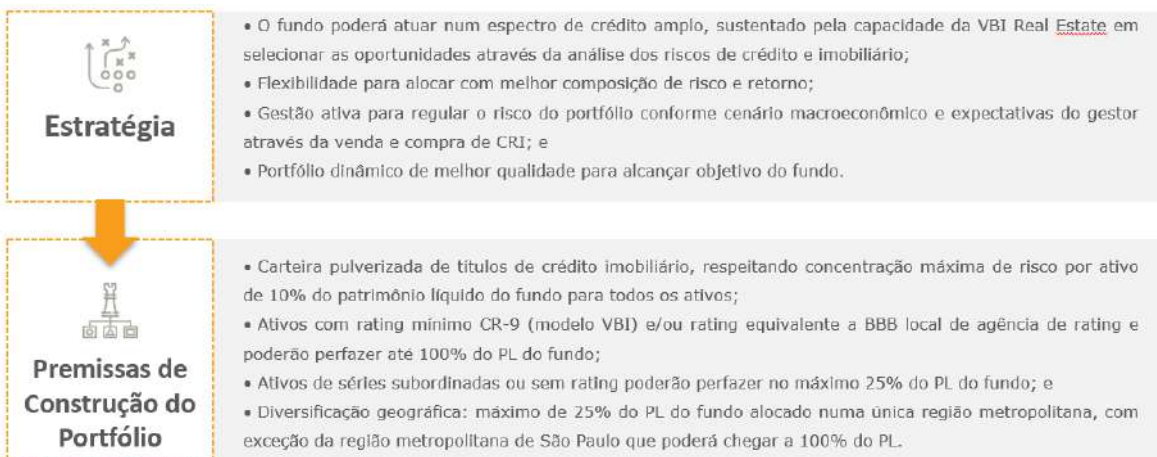 • O fundo poderá atuar num espectro de crédito amplo, sustentado pela capacidade da VBI Real Estate em
selecionar as oportunidades através da análise dos riscos de crédito e imobiliário;
• Flexibilidade para alocar com melhor composição de risco e retorno;
• Gestão ativa para regular o risco do portfólio conforme cenário macroeconômico e expectativas do gestor
através da venda e compra de CRI; e
• Portfólio dinâmico de melhor qualidade para alcançar objetivo do fundo.
Estratégia
• Carteira pulverizada de títulos de crédito imobiliário, respeitando concentração máxima de risco por ativo
de 10% do patrimônio líquido do fundo para todos os ativos;
• Ativos com rating mínimo CR-9 (modelo VBI) e/ou rating equivalente a BBB local de agência de rating e
poderão perfazer até 100% do PL do fundo;
• Ativos de séries subordinadas ou sem rating poderão perfazer no máximo 25% do PL do fundo; e
• Diversificação geográfica: máximo de 25% do PL do fundo alocado numa única região metropolitana, com
exceção da região metropolitana de São Paulo que poderá chegar a 100% do PL.
Premissas de
Construção do
Portfólio